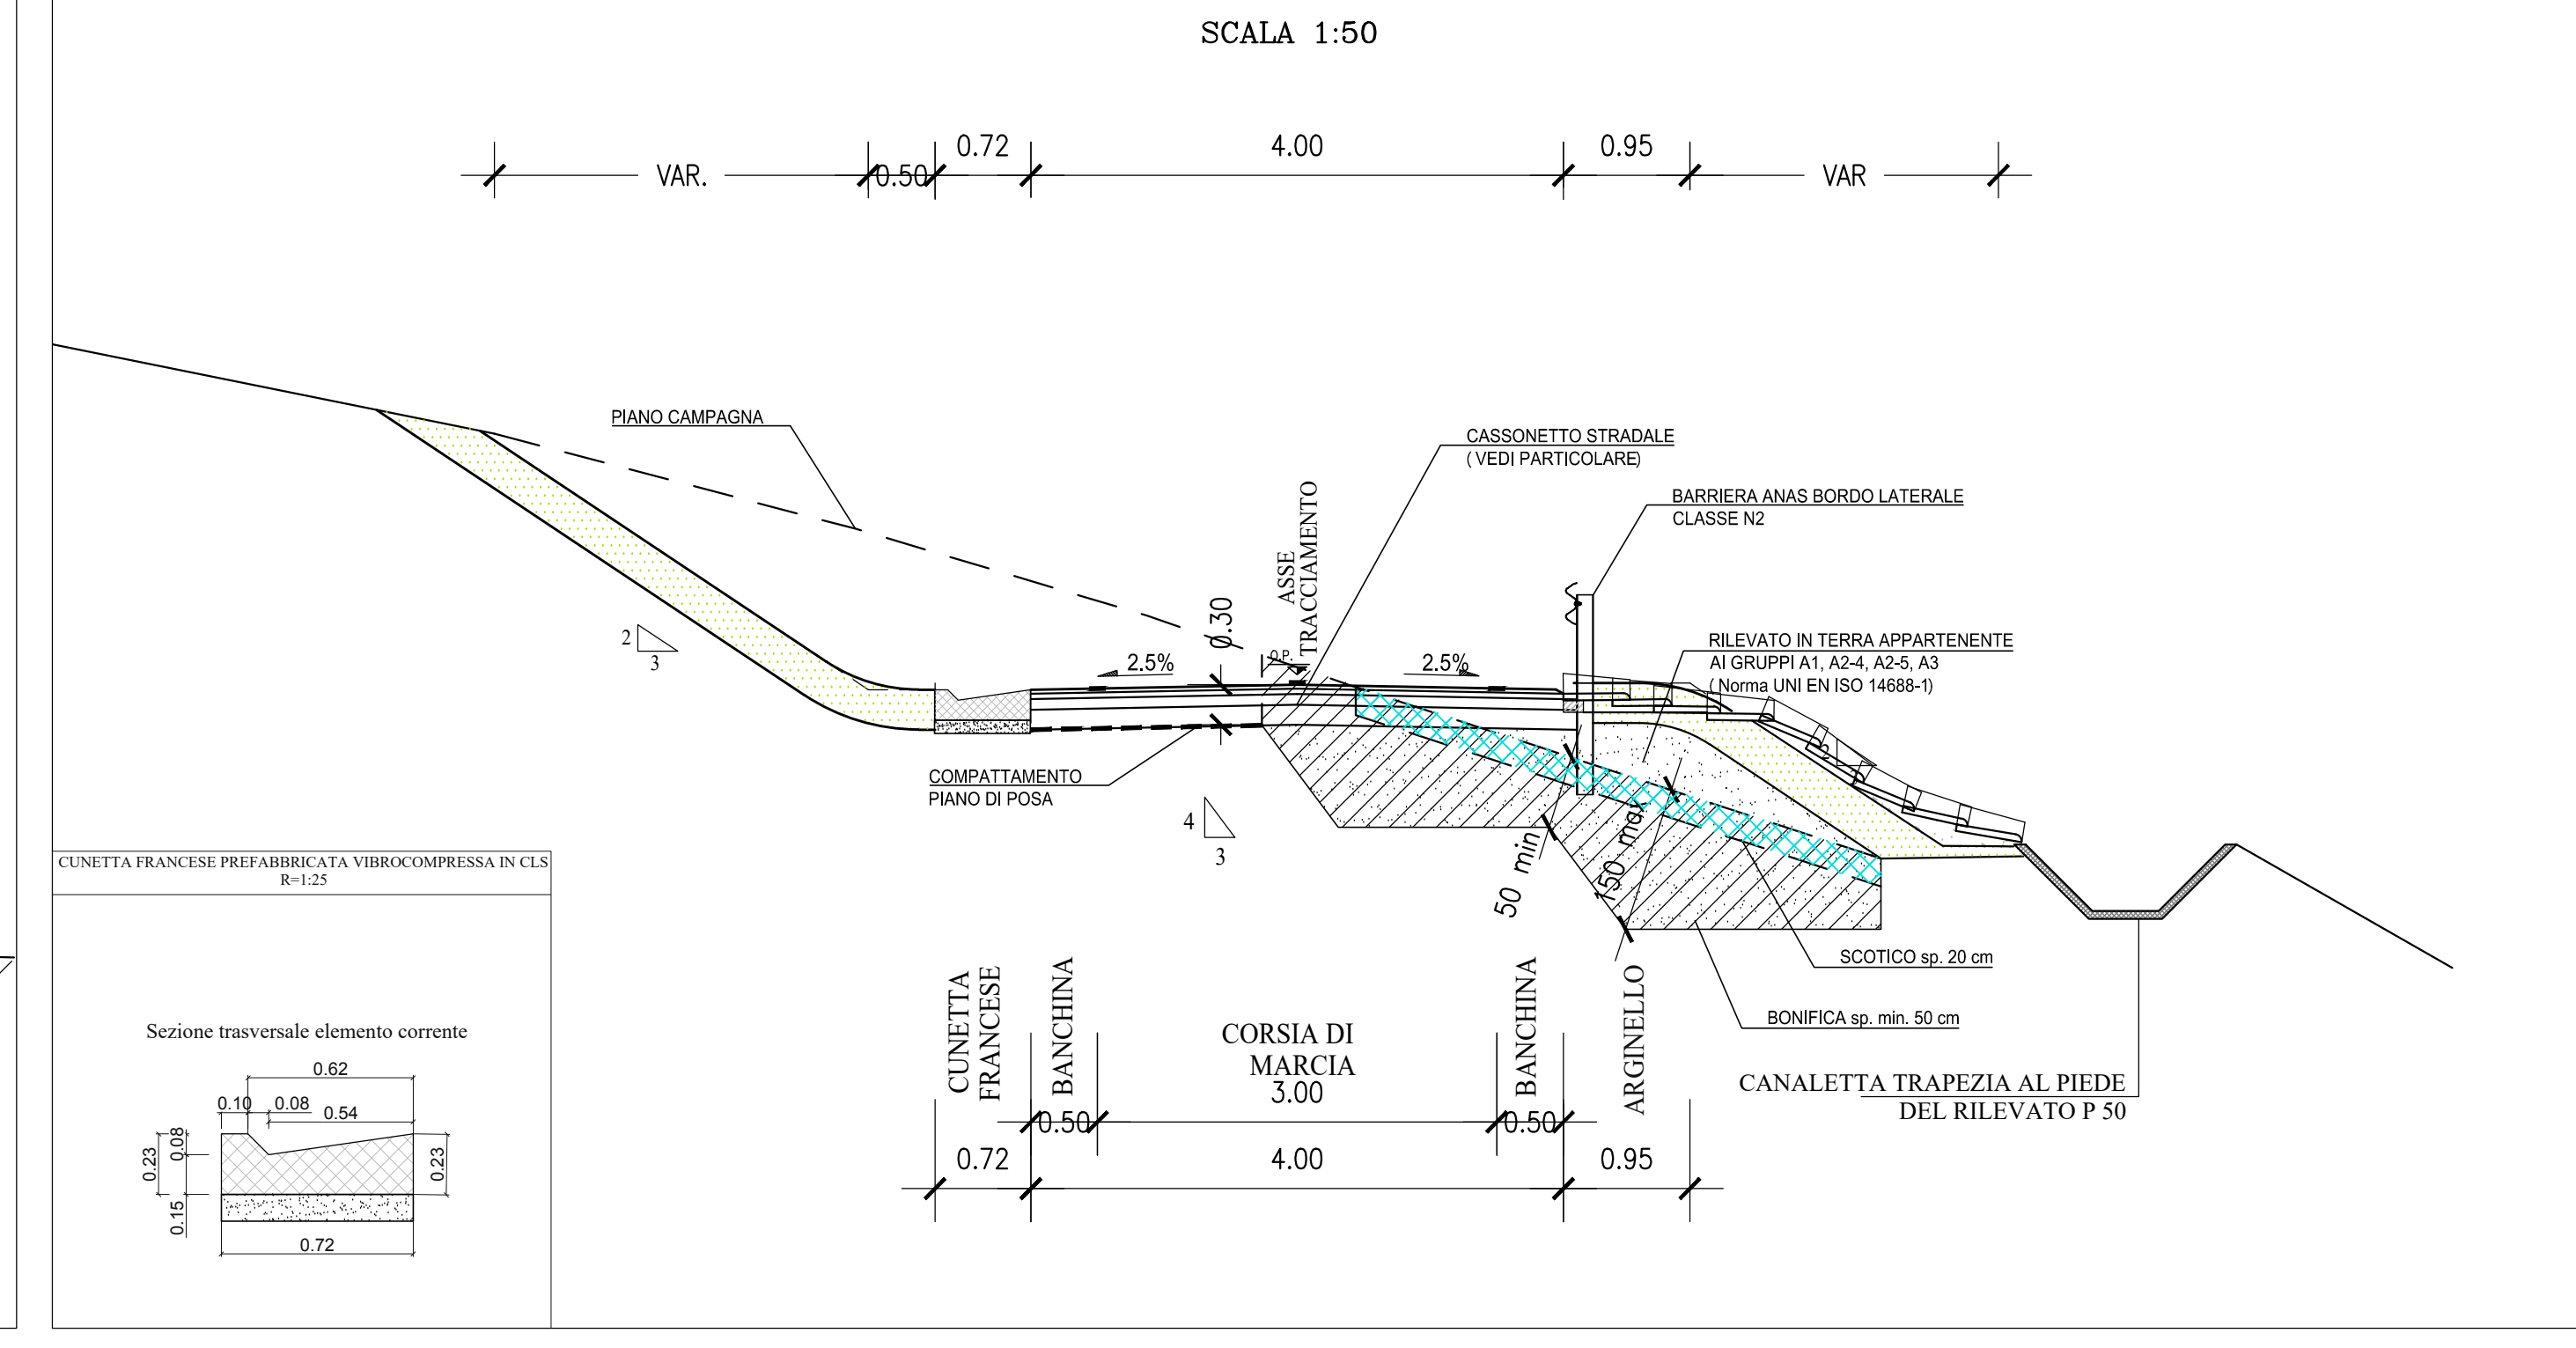 SCALA 1:50
VAR.
0.50
0.72
4.00
0.95
VAR
PIANO CAMPAGNA
CASSONETTO STRADALE
( VEDI PARTICOLARE)
BARRIERA ANAS BORDO LATERALE
CLASSE N2
ASSE
TRACCIAMENTO
0.30
Q.P.
2.5%
2.5%
2
3
RILEVATO IN TERRA APPARTENENTE
AI GRUPPI A1, A2-4, A2-5, A3
( Norma UNI EN ISO 14688-1)
COMPATTAMENTO
PIANO DI POSA
4
3
50 min
150 max
SCOTICO sp. 20 cm
BONIFICA sp. min. 50 cm
CANALETTA TRAPEZIA AL PIEDE
DEL RILEVATO P 50
CUNETTA
FRANCESE
BANCHINA
CORSIA DI
MARCIA
3.00
BANCHINA
ARGINELLO
0.50
0.50
0.72
4.00
0.95
CUNETTA FRANCESE PREFABBRICATA VIBROCOMPRESSA IN CLS
R=1:25
Sezione trasversale elemento corrente
0.62
0.10
0.08
0.54
0.23
0.08
0.15
0.23
0.72